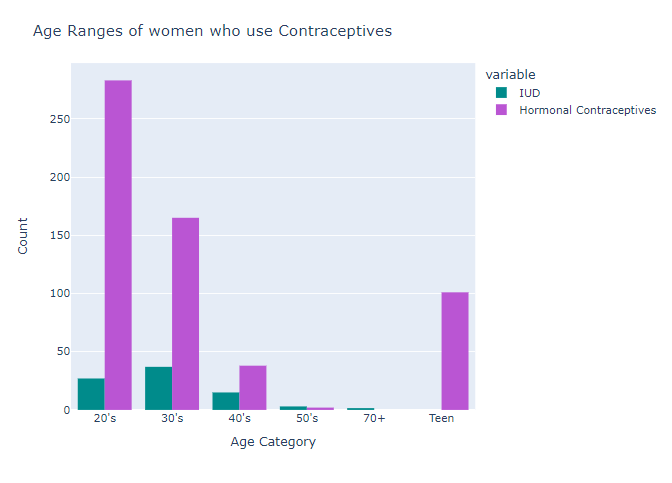 Age Ranges of women who use Contraceptives
variable
IUD
Hormonal Contraceptives
250
200
150
100
50
0
Count
20's 30's 40's 50's 70+ Teen
Age Category